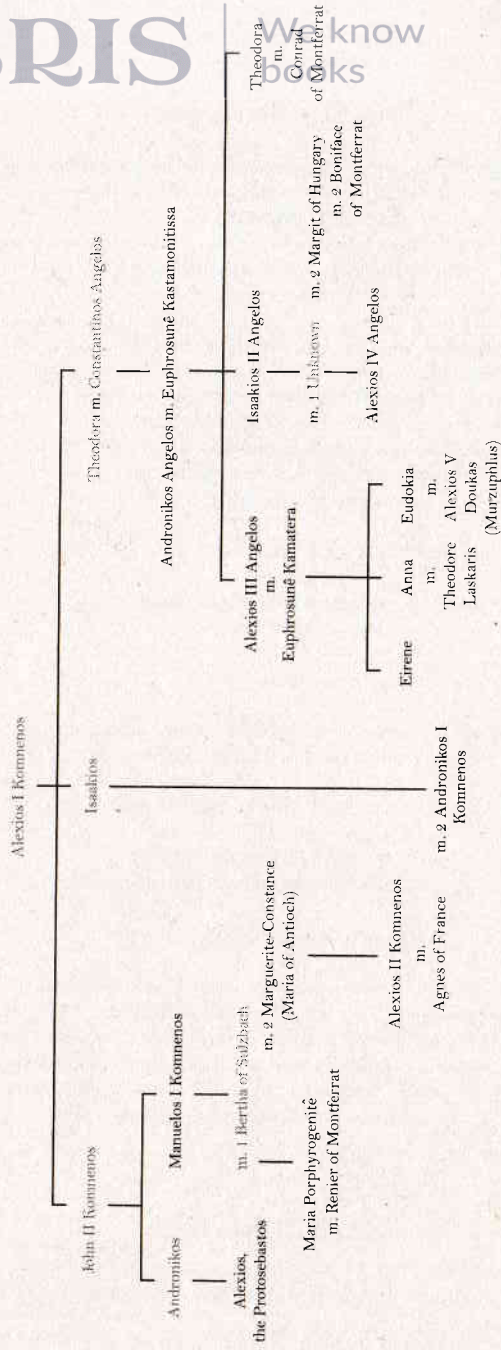 BRIS
We know
books
Alexios I Komnenos
John II Komnenos
Isaakios
Theodora m. Constantinos Angelos
Andronikos
Manuelos I Komnenos
Andronikos Angelos m. Euphrosunê Kastamonitissa
Alexios,
the Protosebastos
m. 1 Bertha of Sulzbach
m. 2 Marguerite-Constance
(Maria of Antioch)
Maria Porphyrogenitê
m. Renier of Montferrat
Alexios II Komnenos
m.
Agnes of France
m. 2 Andronikos I
Komnenos
Alexios III Angelos
m.
Euphrosunê Kamatera
Isaakios II Angelos
m. 1 Unknown
m. 2 Margit of Hungary
m. 2 Boniface
of Montferrat
Theodora
m.
Conrad
of Montferrat
Alexios IV Angelos
Eirene
Anna
m.
Theodore
Laskaris
Eudokia
m.
Alexios V
Doukas
(Murzuphlus)